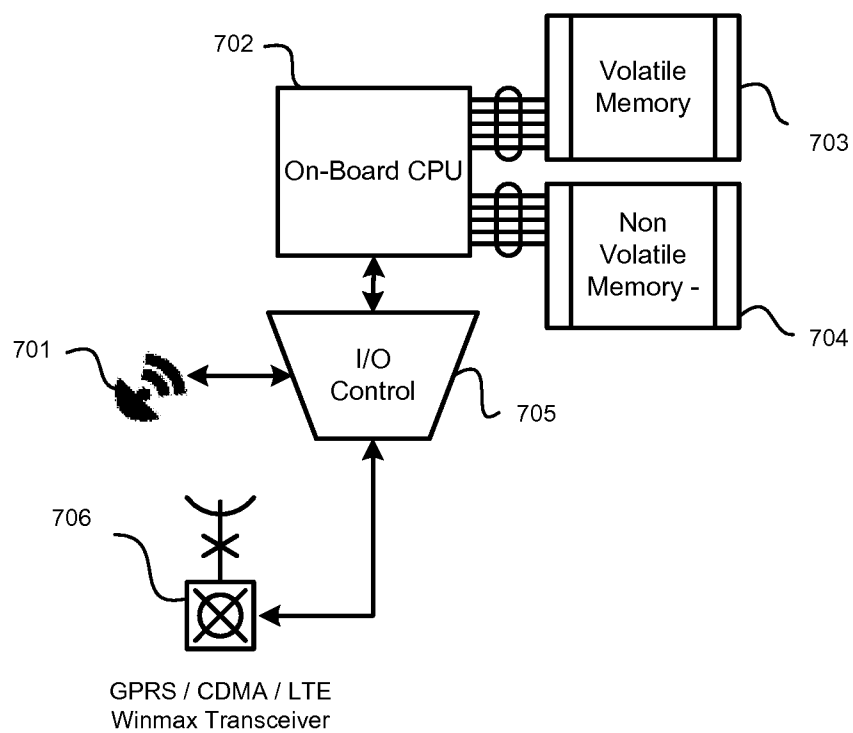 702
Volatile
Memory
703
On-Board CPU
Non
Volatile
Memory -
704
701
I/O
Control
705
706
GPRS / CDMA / LTE
Winmax Transceiver